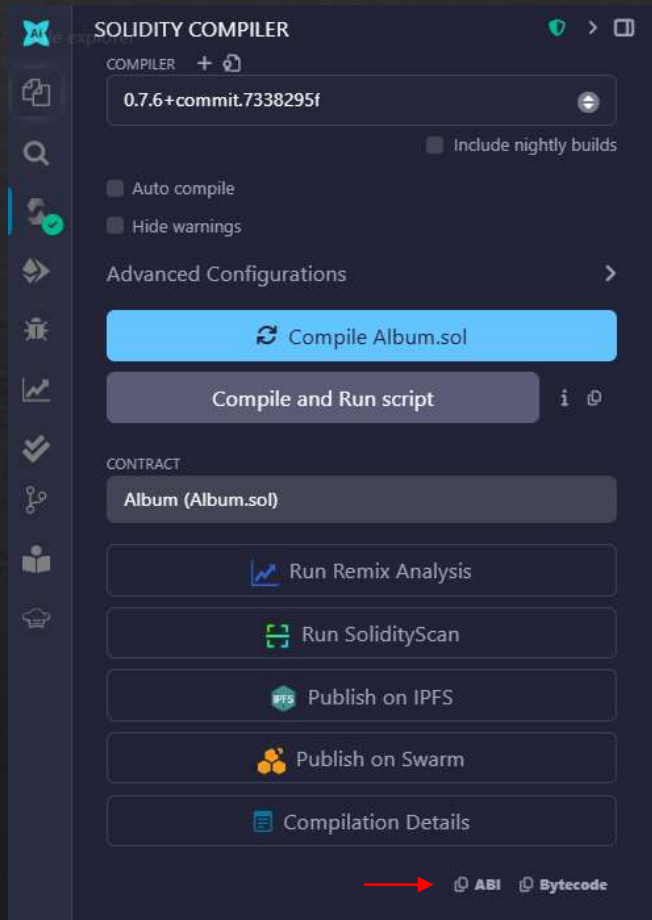 AI
SOLIDITY COMPILER
COMPILER
0.7.6+commit.7338295f
Include nightly builds
Auto compile
Hide warnings
Advanced Configurations
Compile Album.sol
Compile and Run script
i
CONTRACT
Album (Album.sol)
Run Remix Analysis
Run SolidityScan
IPFS
Publish on IPFS
Publish on Swarm
Compilation Details
ABI Bytecode